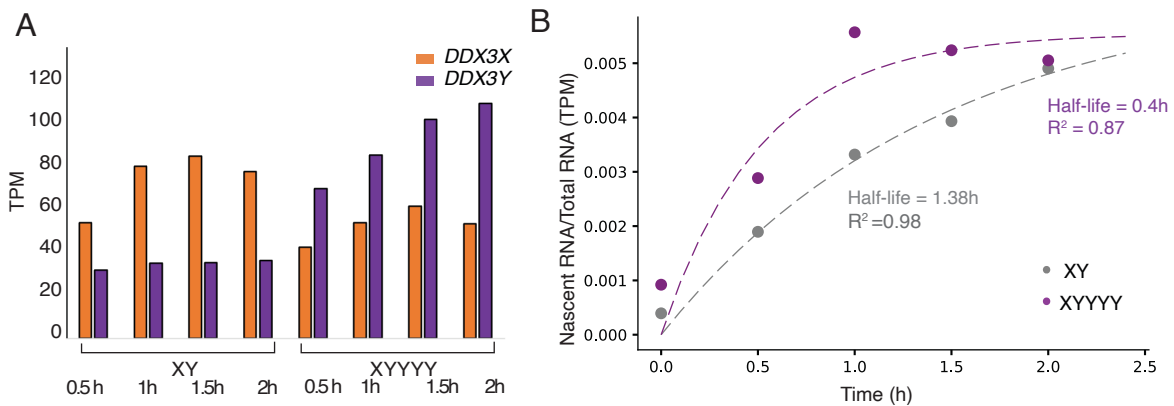 A
DDX3X
DDX3Y
TPM
120
100
80
60
40
20
0
XY
XYYYY
0.5 h
1h
1.5h
2h
0.5 h
1h
1.5h
2h
B
Nascent RNA/Total RNA (TPM)
0.005
0.004
0.003
0.002
0.001
0.000
Half-life = 0.4h
R² = 0.87
Half-life = 1.38h
R² =0.98
XY
XYYYY
0.0
0.5
1.0
1.5
2.0
2.5
Time (h)